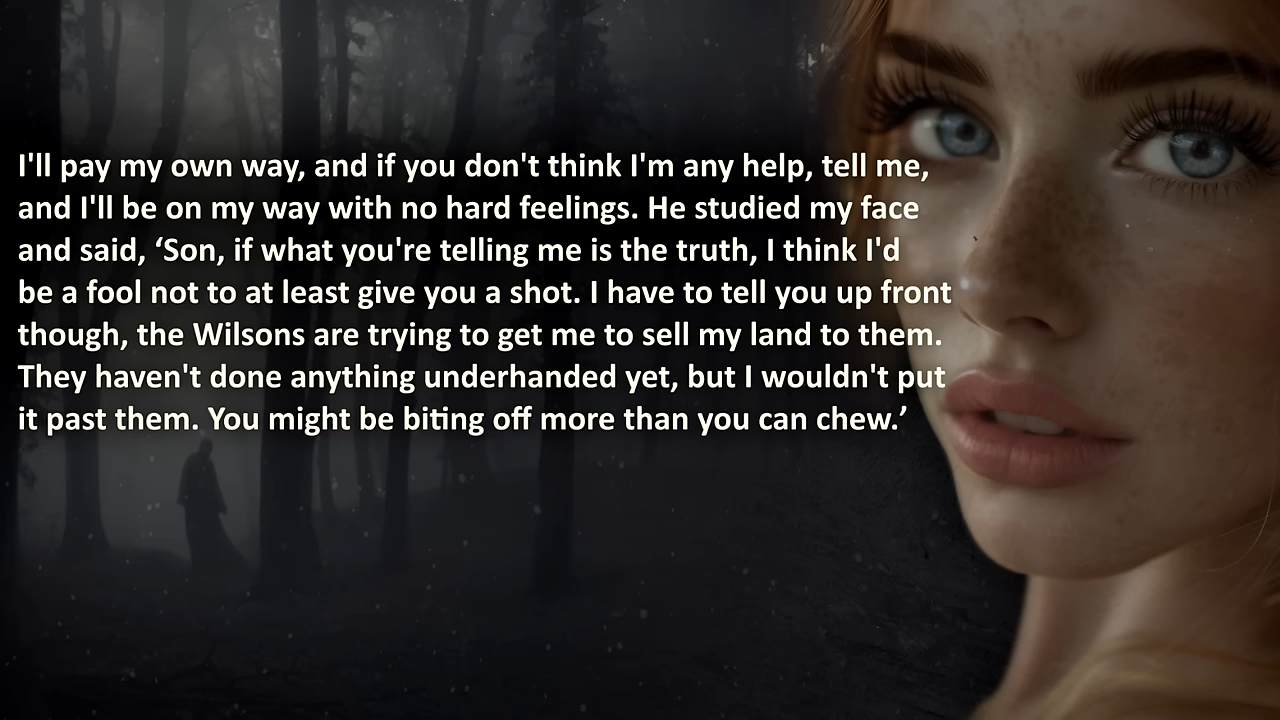 I'll pay my own way, and if you don't think I'm any help, tell me,
and I'll be on my way with no hard feelings. He studied my face
and said, ‘Son, if what you're telling me is the truth, I think I'd
be a fool not to at least give you a shot. I have to tell you up front
though, the Wilsons are trying to get me to sell my land to them.
They haven't done anything underhanded yet, but I wouldn't put
it past them. You might be biting off more than you can chew.’